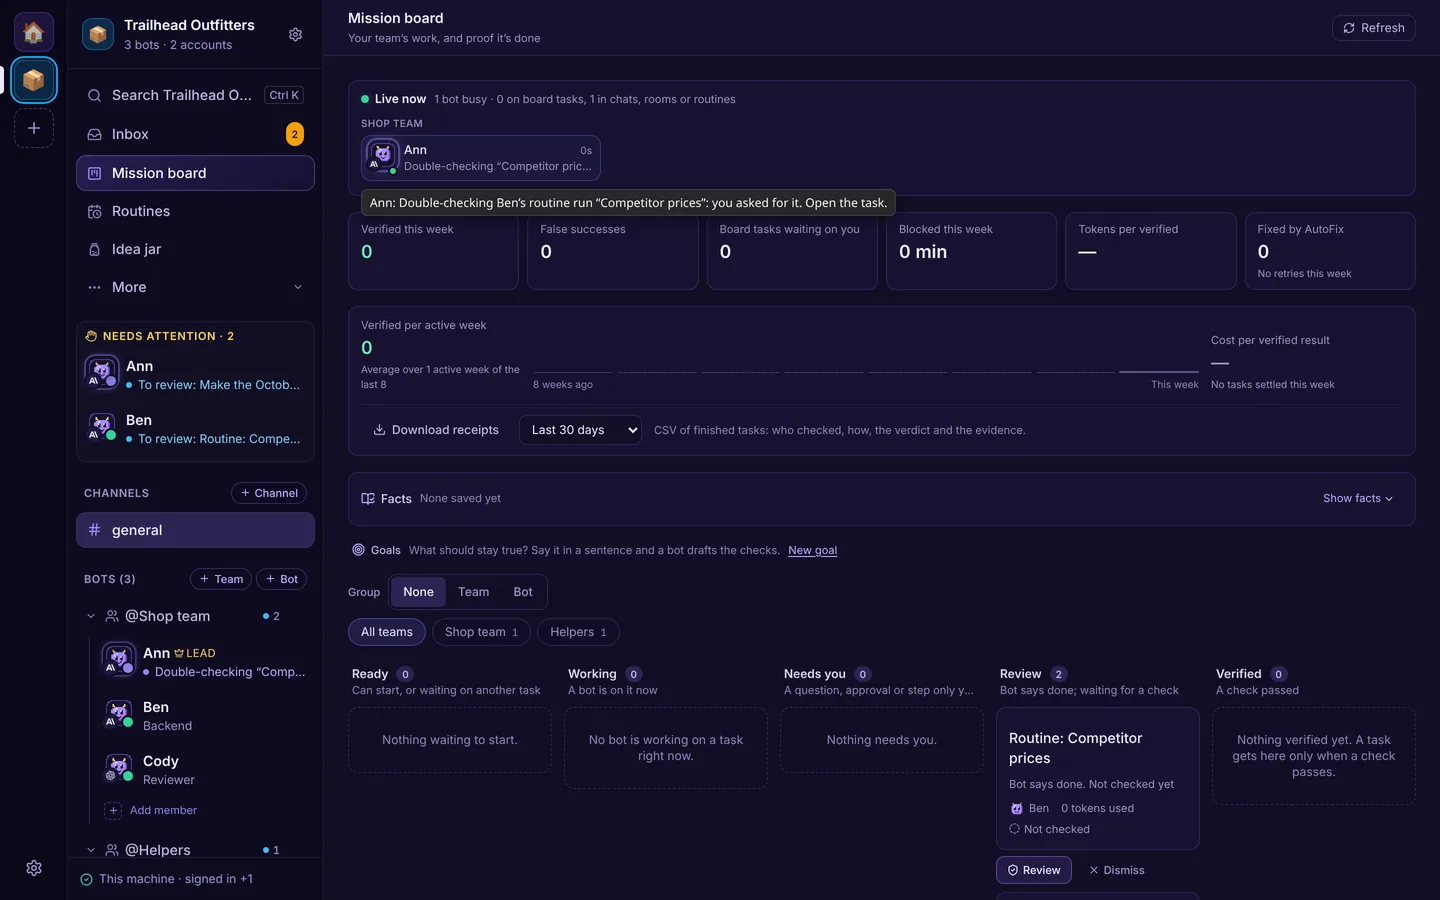 Trailhead Outfitters
3 bots · 2 accounts
Search Trailhead O...
Ctrl K
Inbox
2
Mission board
Routines
Idea jar
More
NEEDS ATTENTION · 2
Ann
To review: Make the Octob...
Ben
To review: Routine: Compe...
CHANNELS
+ Channel
# general
BOTS (3)
+ Team
+ Bot
@Shop team
2
Ann LEAD
Double-checking “Comp...
Ben
Backend
Cody
Reviewer
+ Add member
@Helpers
1
This machine · signed in +1
Mission board
Your team’s work, and proof it’s done
Refresh
Live now 1 bot busy · 0 on board tasks, 1 in chats, rooms or routines
SHOP TEAM
Ann
0s
Double-checking “Competitor pric...
Ann: Double-checking Ben’s routine run “Competitor prices”: you asked for it. Open the task.
Verified this week
0
False successes
0
Board tasks waiting on you
0
Blocked this week
0 min
Tokens per verified
—
Fixed by AutoFix
0
No retries this week
Verified per active week
0
Average over 1 active week of the
last 8
8 weeks ago
This week
Cost per verified result
—
No tasks settled this week
Download receipts
Last 30 days
CSV of finished tasks: who checked, how, the verdict and the evidence.
Facts None saved yet
Show facts
Goals What should stay true? Say it in a sentence and a bot drafts the checks. New goal
Group
None
Team
Bot
All teams
Shop team 1
Helpers 1
Ready 0
Can start, or waiting on another task
Nothing waiting to start.
Working 0
A bot is on it now
No bot is working on a task
right now.
Needs you 0
A question, approval or step only y...
Nothing needs you.
Review 2
Bot says done; waiting for a check
Routine: Competitor
prices
Bot says done. Not checked yet
Ben 0 tokens used
Not checked
Review
Dismiss
Verified 0
A check passed
Nothing verified yet. A task
gets here only when a check
passes.